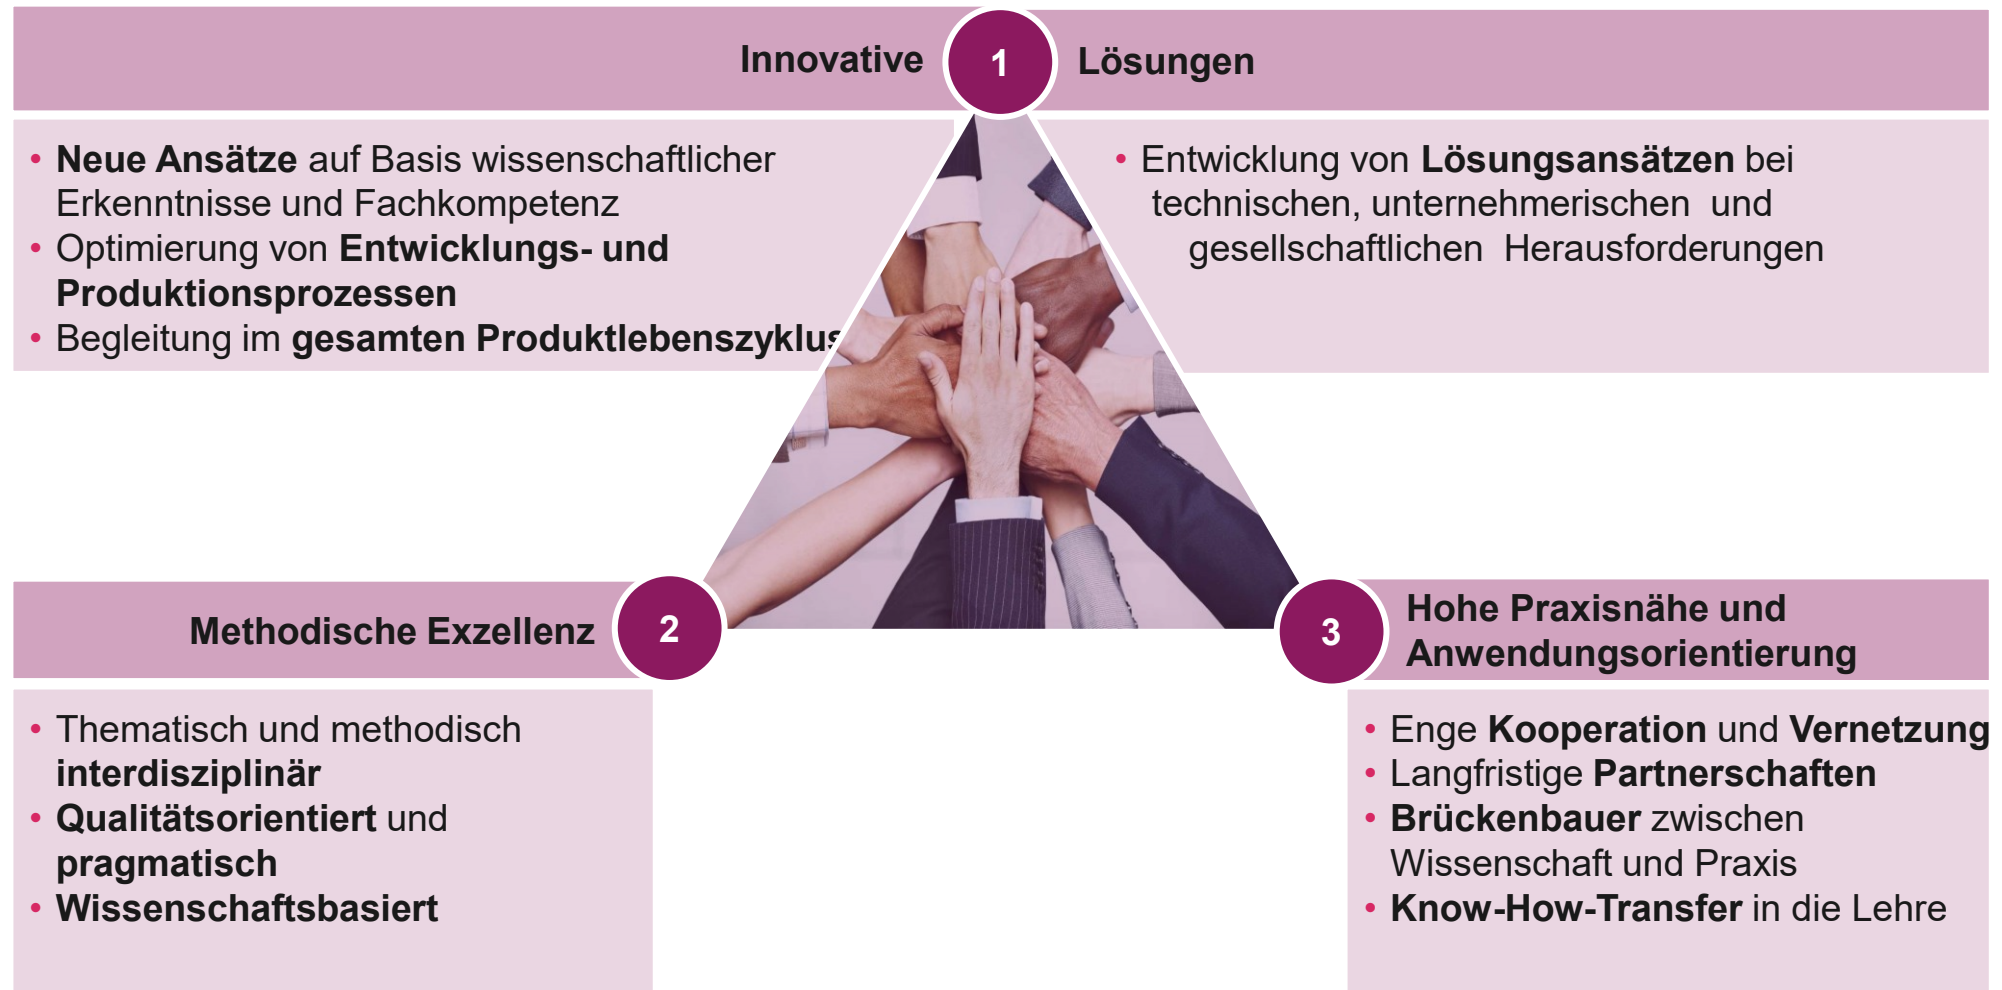 Innovative 1 Lösungen
• Neue Ansätze auf Basis wissenschaftlicher
Erkenntnisse und Fachkompetenz
• Optimierung von Entwicklungs- und
Produktionsprozessen
• Begleitung im gesamten Produktlebenszyklus
• Entwicklung von Lösungsansätzen bei
technischen, unternehmerischen und
gesellschaftlichen Herausforderungen
Methodische Exzellenz 2
• Thematisch und methodisch
interdisziplinär
• Qualitätsorientiert und
pragmatisch
• Wissenschaftsbasiert
3 Hohe Praxisnähe und
Anwendungsorientierung
• Enge Kooperation und Vernetzung
• Langfristige Partnerschaften
• Brückenbauer zwischen
Wissenschaft und Praxis
• Know-How-Transfer in die Lehre